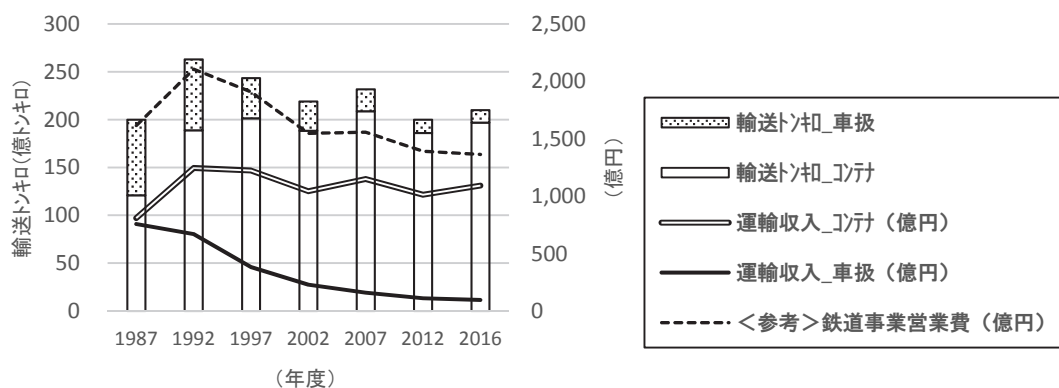 300
250
200
150
100
50
0
輸送トンキロ(億トンキロ)
2,500
2,000
1,500
1,000
500
0
(億円)
1987 1992 1997 2002 2007 2012 2016
(年度)
輸送ﾄﾝｷﾛ_車扱
輸送ﾄﾝｷﾛ_ｺﾝﾃﾅ
運輸収入_ｺﾝﾃﾅ(億円)
運輸収入_車扱(億円)
<参考>鉄道事業営業費(億円)